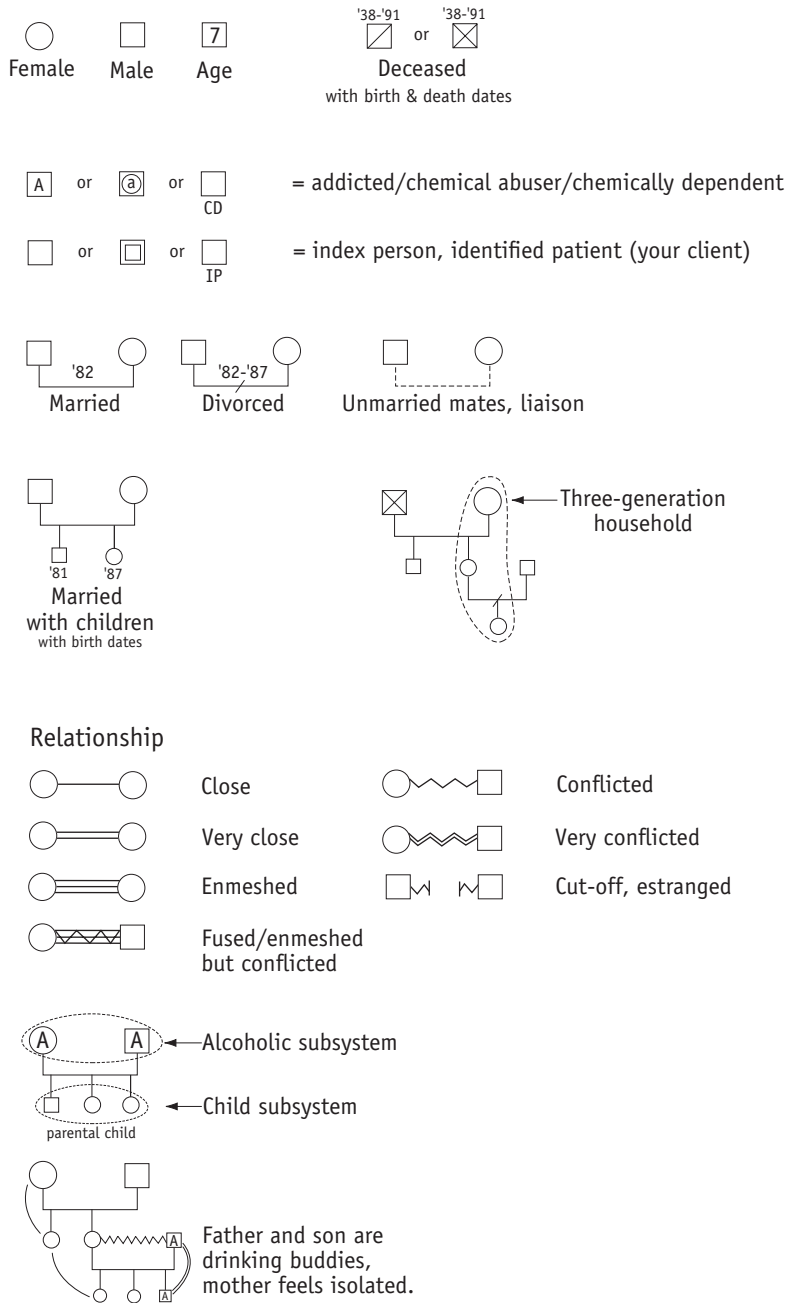 7
'38-'91 or '38-'91
Female Male Age Deceased
with birth & death dates
A or a or = addicted/chemical abuser/chemically dependent
CD
or or = index person, identified patient (your client)
IP
'82 '82-'87
Married Divorced Unmarried mates, liaison
Three-generation
household
'81 '87
Married
with children
with birth dates
Relationship
Close Conflicted
Very close Very conflicted
Enmeshed Cut-off, estranged
Fused/enmeshed
but conflicted
A A Alcoholic subsystem
Child subsystem
parental child
A
Father and son are
drinking buddies,
mother feels isolated.
A